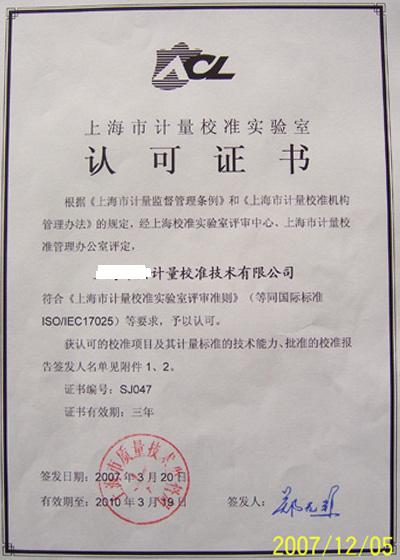 ACL
上海市计量校准实验室
认可证书
根据《上海市计量监督管理条例》和《上海市计量校准机构
管理办法》的规定，经上海校准实验室评审中心、上海市计量校
准管理办公室评定，
计量校准技术有限公司
符合《上海市计量校准实验室评审准则》（等同国际标准
ISO/IEC17025）等要求，予以认可。
获认可的校准项目及其计量标准的技术能力、批准的校准报
告签发人名单见附件1、2。
证书编号：SJ047
证书有效期：三年
上海市质量技术监督局
签发日期：2007年3月20日
有效期至：2010年3月19日
签发人：
2007/12/05